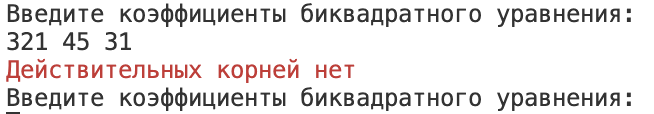 Введите коэффициенты биквадратного уравнения:
321 45 31
Действительных корней нет
Введите коэффициенты биквадратного уравнения: